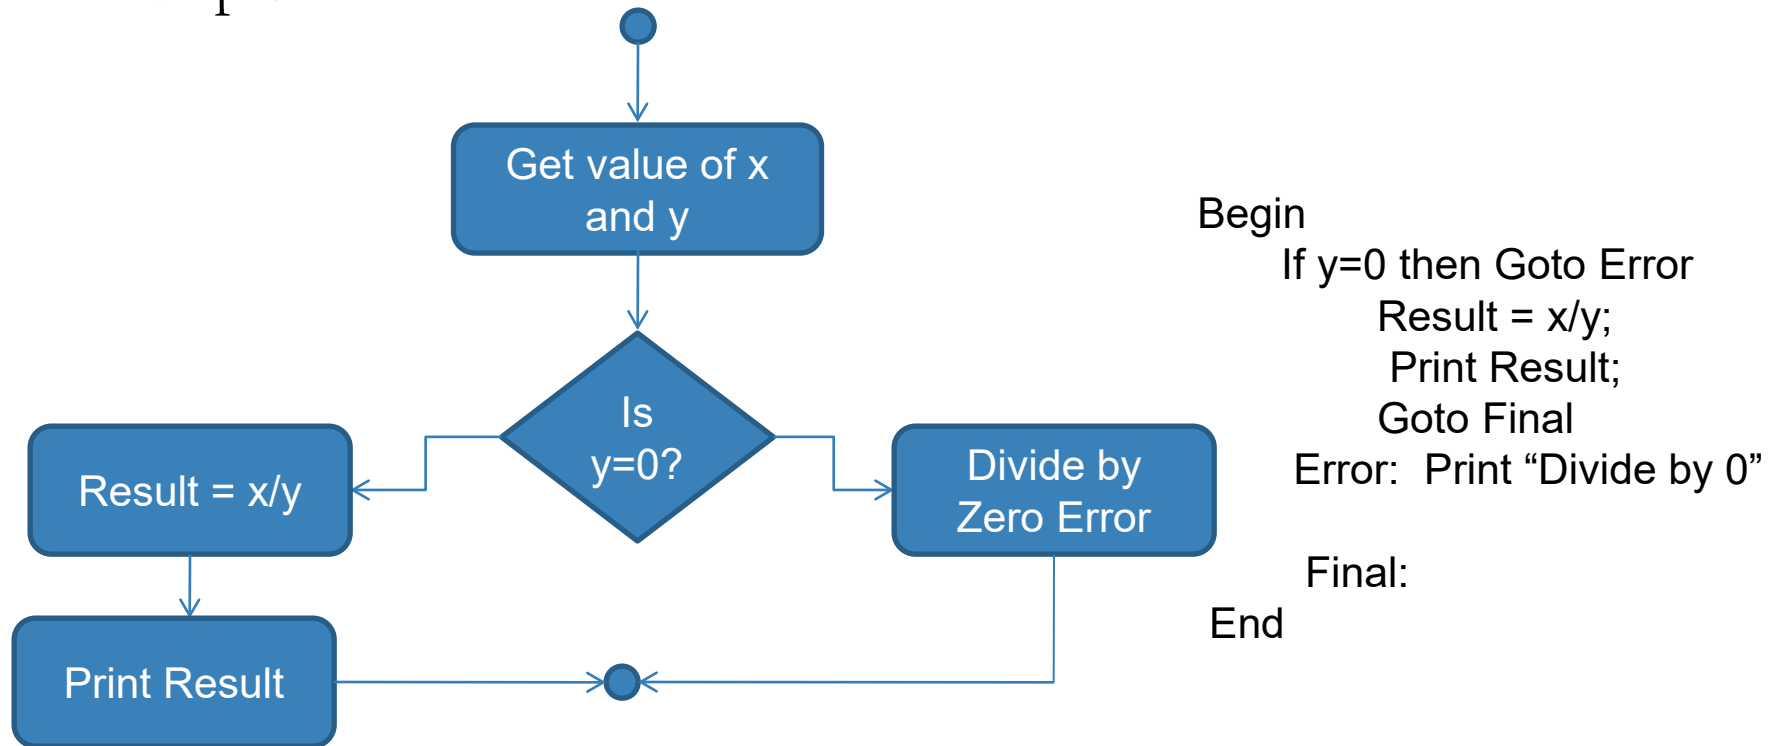 Get value of x
and y
Is
y=0?
Result = x/y
Print Result
Divide by
Zero Error
Begin
If y=0 then Goto Error
Result = x/y;
Print Result;
Goto Final
Error:  Print “Divide by 0”
Final:
End